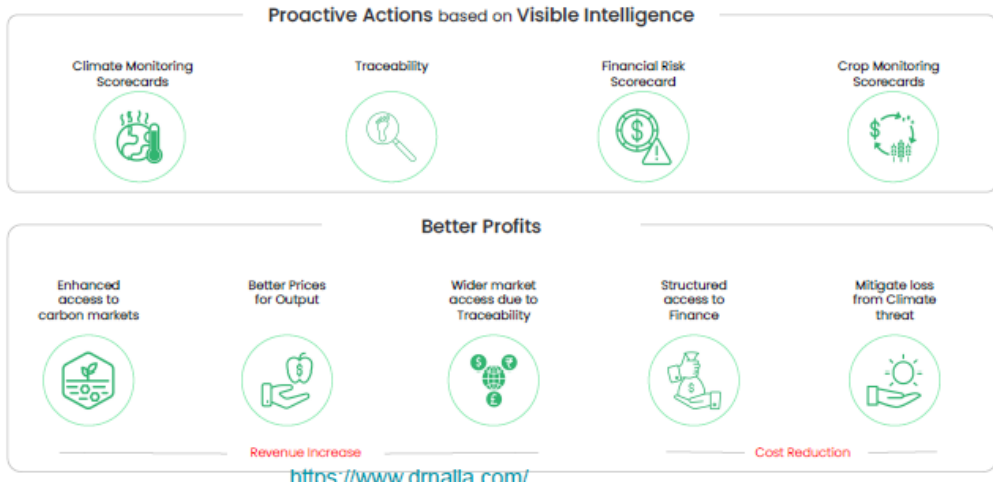 Proactive Actions based on Visible Intelligence
Climate Monitoring
Scorecards
Traceability
Financial Risk
Scorecard
Crop Monitoring
Scorecards
$
!
$
Better Profits
Enhanced
access to
carbon markets
Better Prices
for Output
Wider market
access due to
Traceability
Structured
access to
Finance
Mitigate loss
from Climate
threat
$
$
₹
£
$
Revenue Increase
Cost Reduction
https://www.drnalla.com/